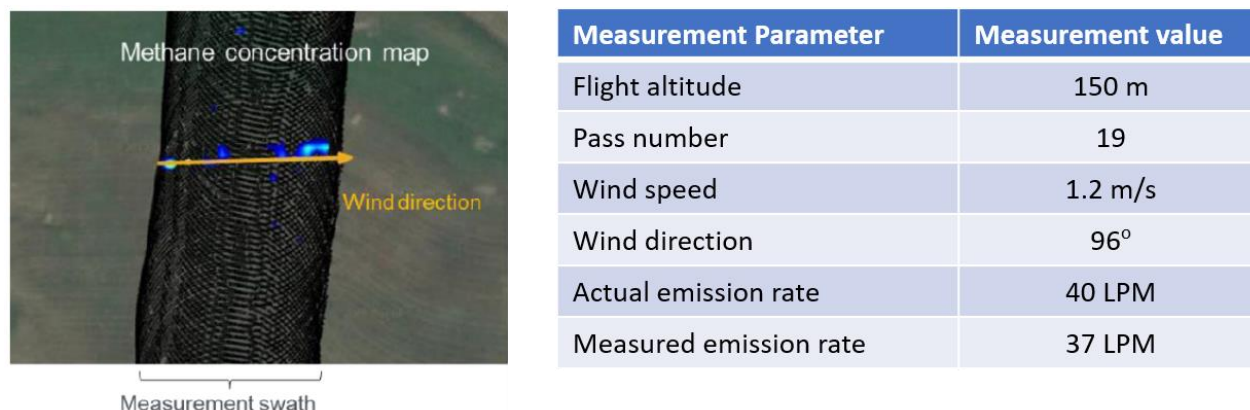 Methane concentration map
Wind direction
Measurement swath
Measurement Parameter Measurement value
Flight altitude 150 m
Pass number 19
Wind speed 1.2 m/s
Wind direction 96°
Actual emission rate 40 LPM
Measured emission rate 37 LPM